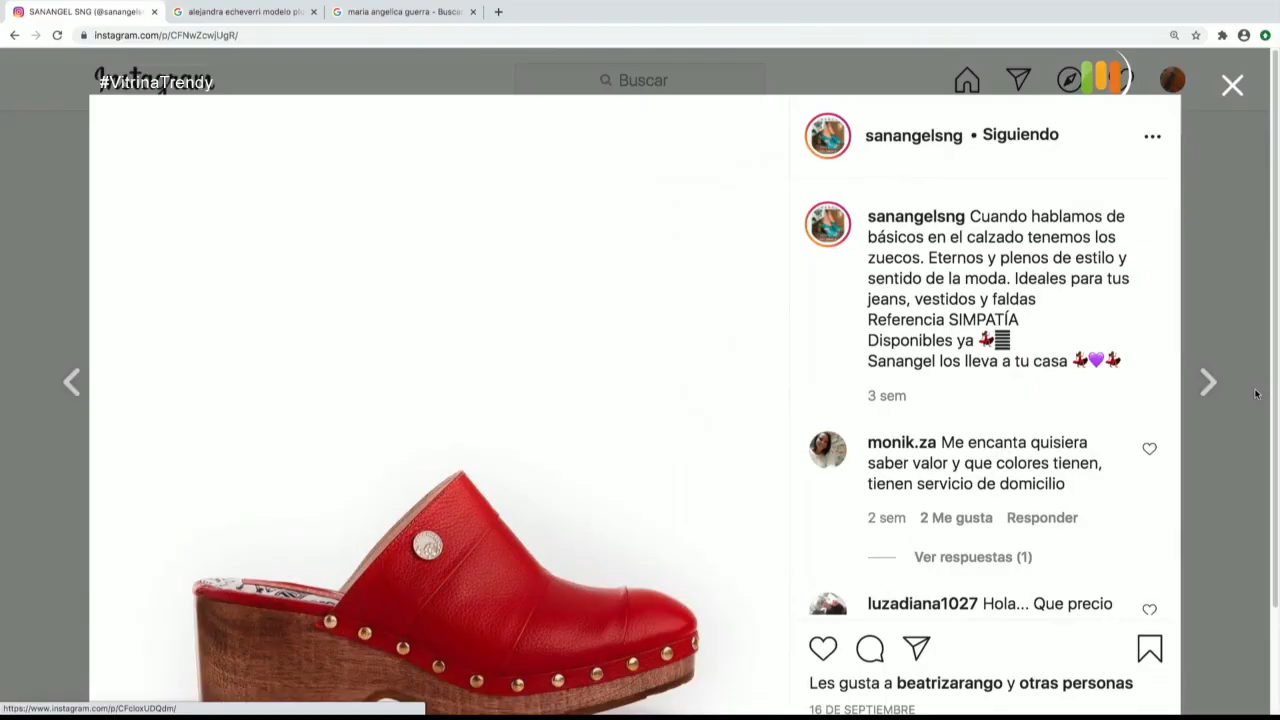 SANANGEL SNG (@sanangels
alejandra echeverri modelo plu
maria angelica guerra - Buscar
instagram.com/p/CFNwZcwjUgR/
Instagram
#VitrinaTrendy
Buscar
sanangelsng • Siguiendo
sanangelsng Cuando hablamos de
básicos en el calzado tenemos los
zuecos. Eternos y plenos de estilo y
sentido de la moda. Ideales para tus
jeans, vestidos y faldas
Referencia SIMPATÍA
Disponibles ya 💃🏿
Sanangel los lleva a tu casa 💃🏿💜💃🏿
3 sem
monik.za Me encanta quisiera
saber valor y que colores tienen,
tienen servicio de domicilio
2 sem 2 Me gusta Responder
Ver respuestas (1)
luzadiana1027 Hola... Que precio
Les gusta a beatrizarango y otras personas
16 DE SEPTIEMBRE
https://www.instagram.com/p/CFcloxUDQdm/